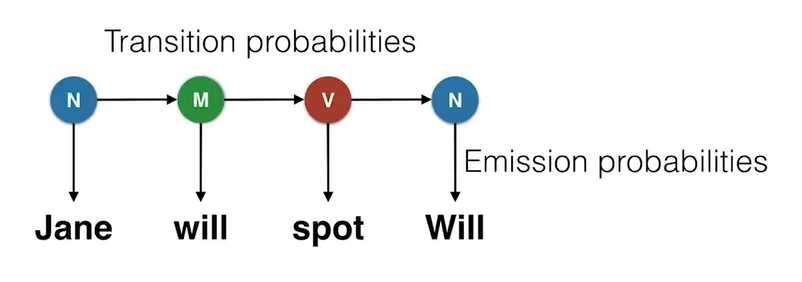 Transition probabilities
N M V N
Emission probabilities
Jane will spot Will